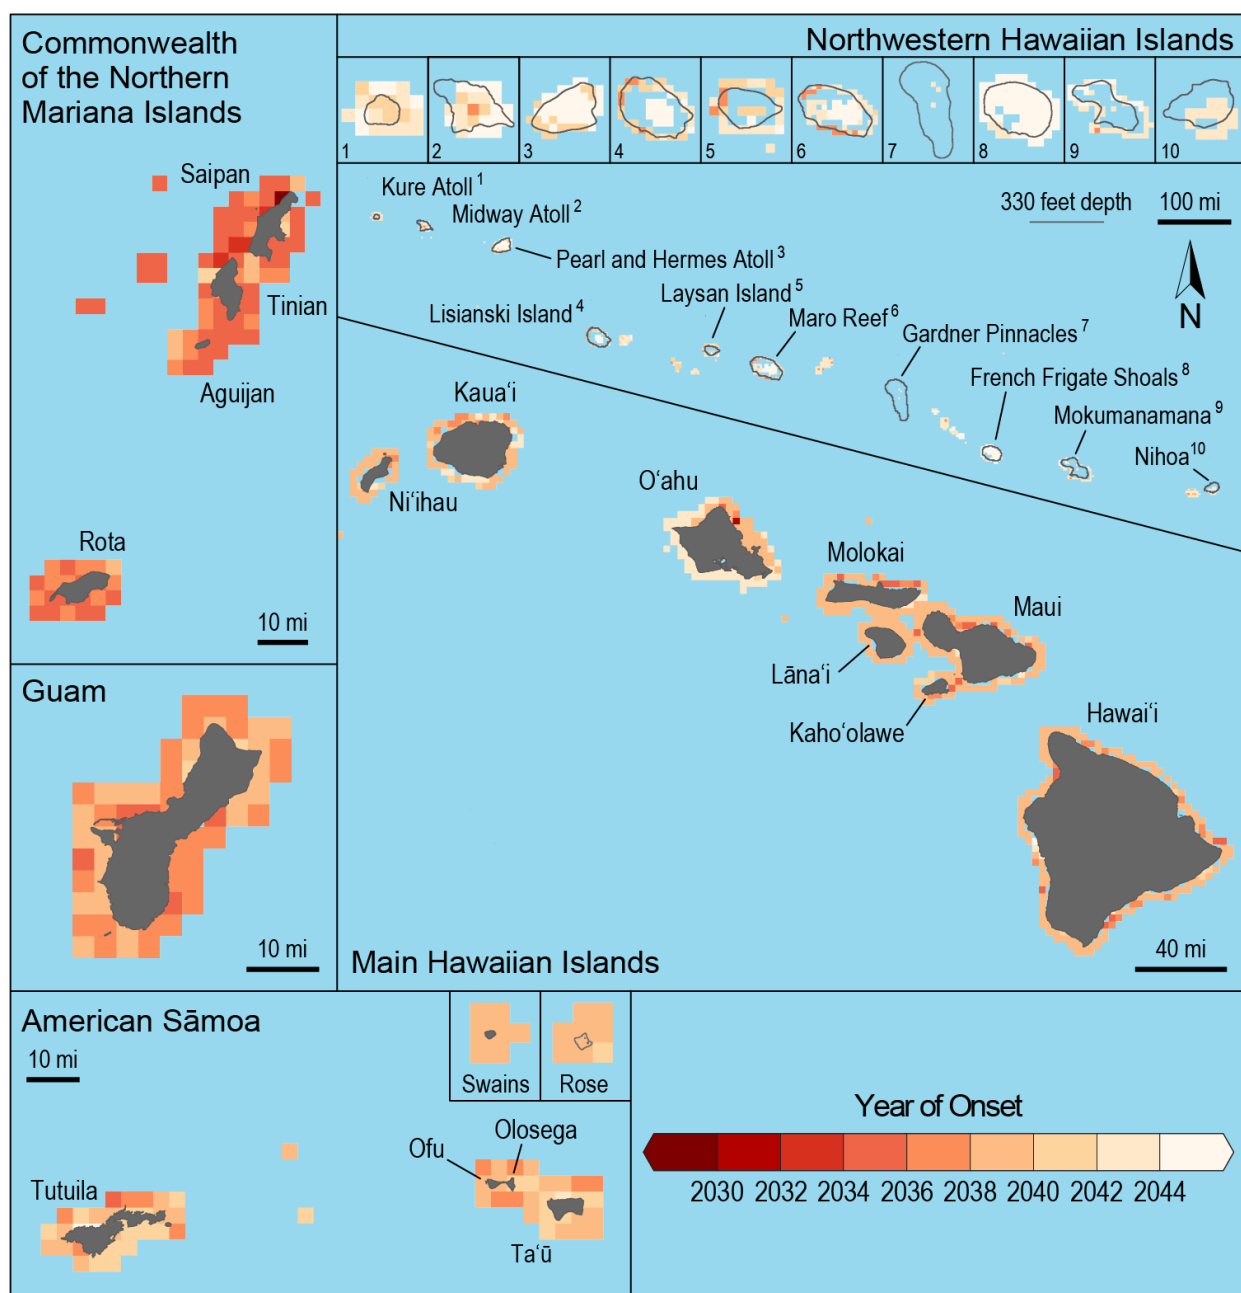 Commonwealth
of the Northern
Mariana Islands
Saipan
Tinian
Aguijan
Rota
10 mi
Northwestern Hawaiian Islands
1 2 3 4 5 6 7 8 9 10
Kure Atoll 1
Midway Atoll 2
Pearl and Hermes Atoll 3
Lisianski Island 4
Laysan Island 5
Maro Reef 6
Gardner Pinnacles 7
French Frigate Shoals 8
Mokumanamana 9
Nihoa 10
330 feet depth
100 mi
N
Kauaʻi
Niʻihau
Oʻahu
Molokai
Maui
Lānaʻi
Kahoʻolawe
Hawaiʻi
Main Hawaiian Islands
40 mi
Guam
10 mi
American Sāmoa
10 mi
Swains
Rose
Ofu
Olosega
Tutuila
Taʻū
Year of Onset
2030 2032 2034 2036 2038 2040 2042 2044